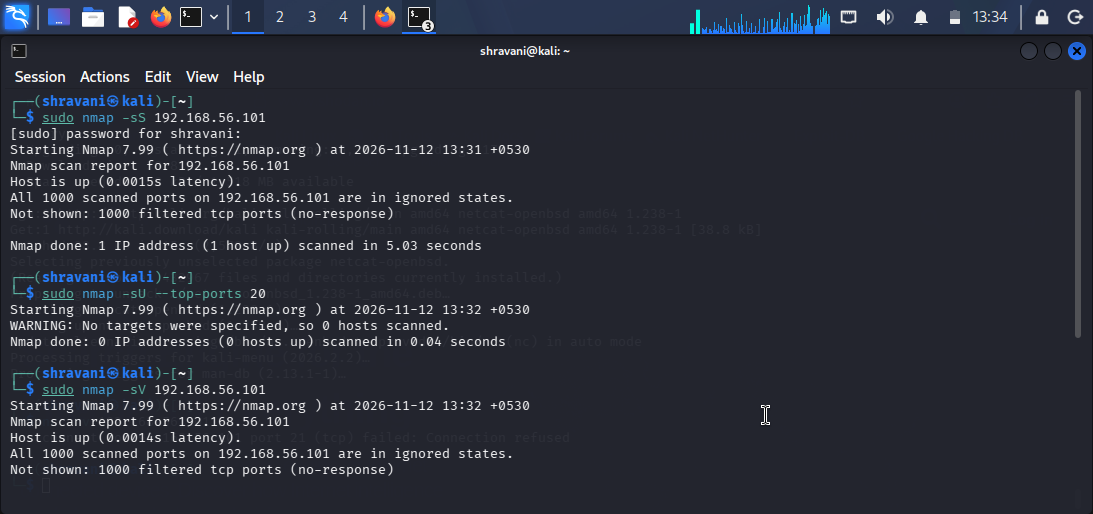 1 2 3 4 3 13:34
shravani@kali: ~
Session Actions Edit View Help
┌──(shravani㉿kali)-[~]
└─$ sudo nmap -sS 192.168.56.101
[sudo] password for shravani:
Starting Nmap 7.99 ( https://nmap.org ) at 2026-11-12 13:31 +0530
Nmap scan report for 192.168.56.101
Host is up (0.0015s latency).
All 1000 scanned ports on 192.168.56.101 are in ignored states.
Not shown: 1000 filtered tcp ports (no-response)
Nmap done: 1 IP address (1 host up) scanned in 5.03 seconds
┌──(shravani㉿kali)-[~]
└─$ sudo nmap -sU --top-ports 20
Starting Nmap 7.99 ( https://nmap.org ) at 2026-11-12 13:32 +0530
WARNING: No targets were specified, so 0 hosts scanned.
Nmap done: 0 IP addresses (0 hosts up) scanned in 0.04 seconds
┌──(shravani㉿kali)-[~]
└─$ sudo nmap -sV 192.168.56.101
Starting Nmap 7.99 ( https://nmap.org ) at 2026-11-12 13:32 +0530
Nmap scan report for 192.168.56.101
Host is up (0.0014s latency).
All 1000 scanned ports on 192.168.56.101 are in ignored states.
Not shown: 1000 filtered tcp ports (no-response)